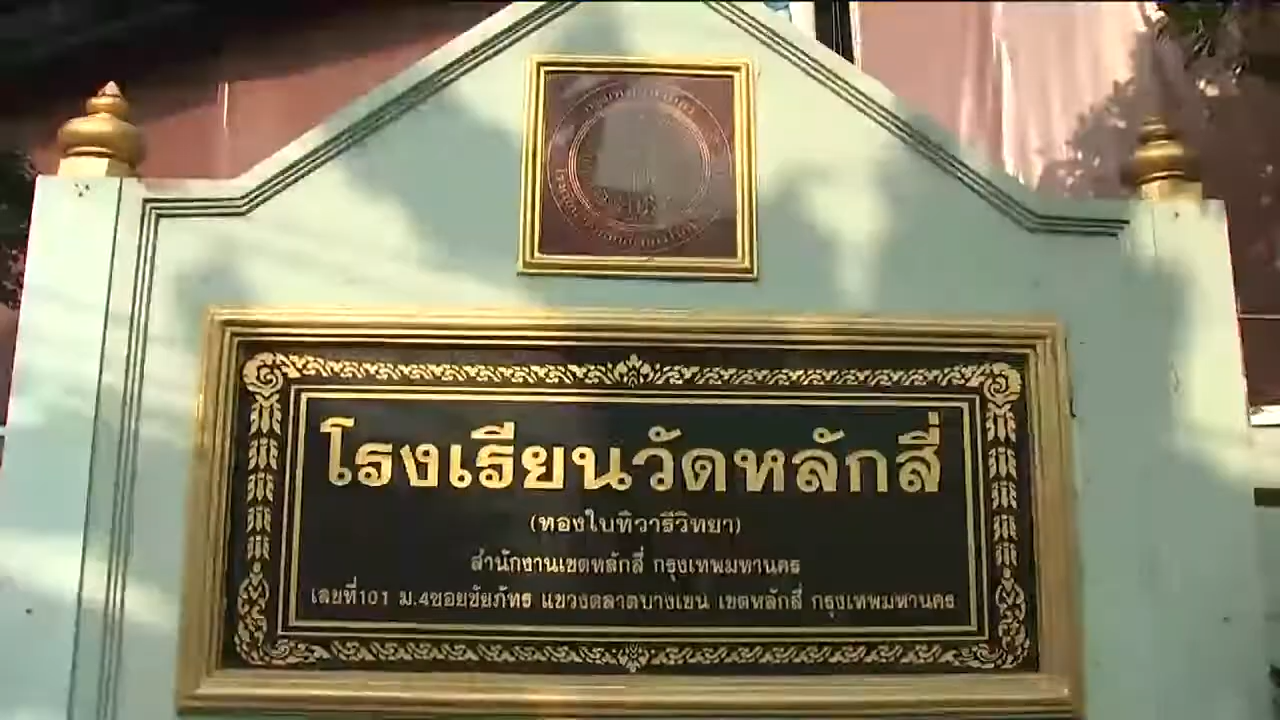 โรงเรียนวัดหลักสี่
(ทองใบทิวารีวิทยา)
สำนักงานเขตหลักสี่ กรุงเทพมหานคร
เลขที่101 ม.4ซอยชัยภัทร แขวงตลาดบางเขน เขตหลักสี่ กรุงเทพมหานคร